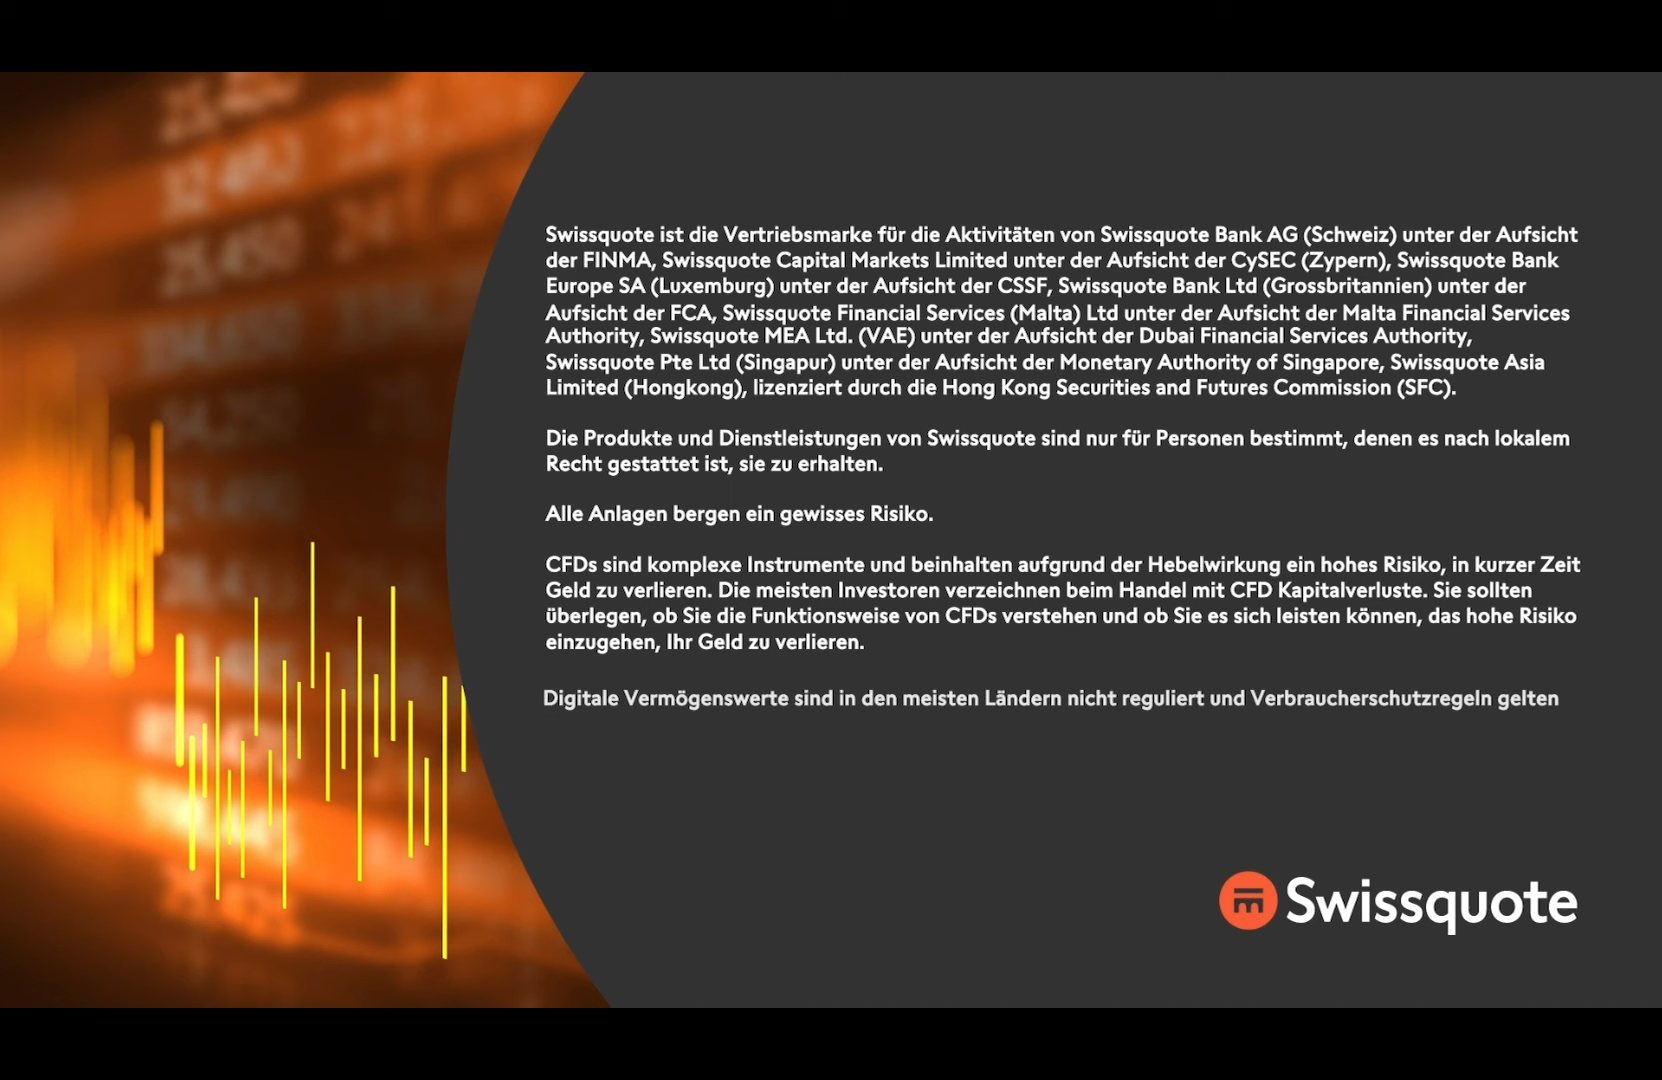 Swissquote ist die Vertriebsmarke für die Aktivitäten von Swissquote Bank AG (Schweiz) unter der Aufsicht
der FINMA, Swissquote Capital Markets Limited unter der Aufsicht der CySEC (Zypern), Swissquote Bank
Europe SA (Luxemburg) unter der Aufsicht der CSSF, Swissquote Bank Ltd (Grossbritannien) unter der
Aufsicht der FCA, Swissquote Financial Services (Malta) Ltd unter der Aufsicht der Malta Financial Services
Authority, Swissquote MEA Ltd. (VAE) unter der Aufsicht der Dubai Financial Services Authority,
Swissquote Pte Ltd (Singapur) unter der Aufsicht der Monetary Authority of Singapore, Swissquote Asia
Limited (Hongkong), lizenziert durch die Hong Kong Securities and Futures Commission (SFC).
Die Produkte und Dienstleistungen von Swissquote sind nur für Personen bestimmt, denen es nach lokalem
Recht gestattet ist, sie zu erhalten.
Alle Anlagen bergen ein gewisses Risiko.
CFDs sind komplexe Instrumente und beinhalten aufgrund der Hebelwirkung ein hohes Risiko, in kurzer Zeit
Geld zu verlieren. Die meisten Investoren verzeichnen beim Handel mit CFD Kapitalverluste. Sie sollten
überlegen, ob Sie die Funktionsweise von CFDs verstehen und ob Sie es sich leisten können, das hohe Risiko
einzugehen, Ihr Geld zu verlieren.
Digitale Vermögenswerte sind in den meisten Ländern nicht reguliert und Verbraucherschutzregeln gelten
Swissquote